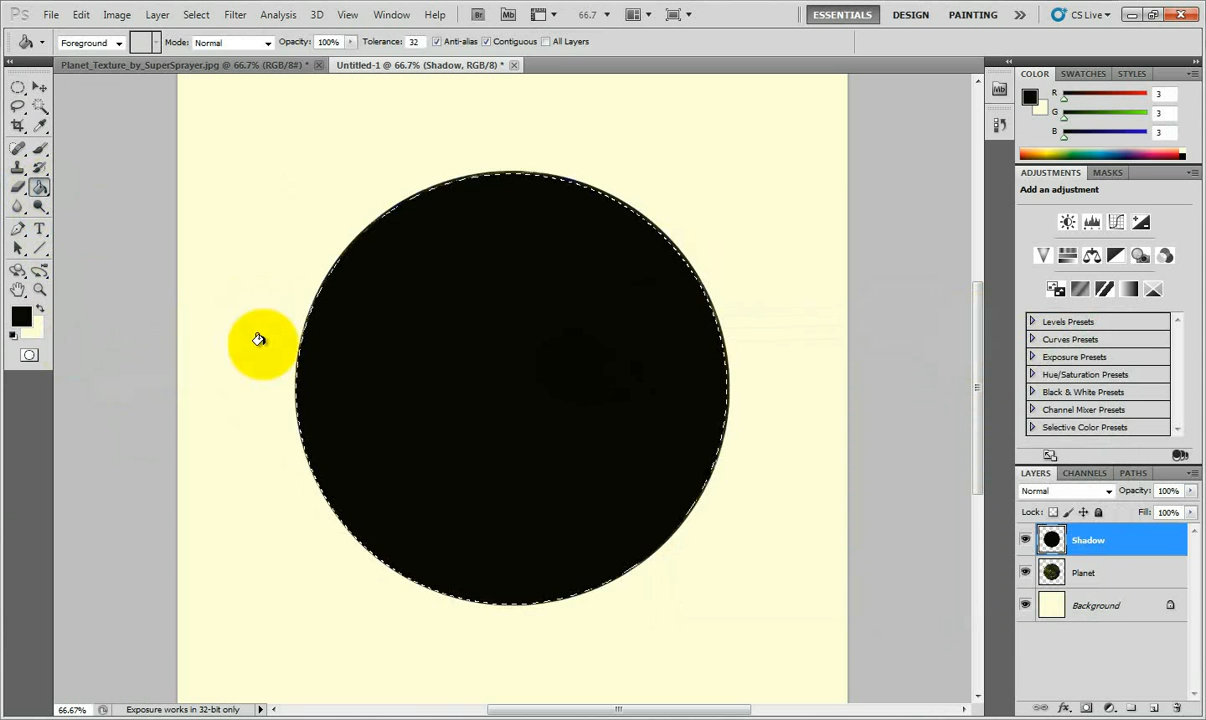 Ps File Edit Image Layer Select Filter Analysis 3D View Window Help Br Mb 66.7 ESSENTIALS DESIGN PAINTING CS Live
Foreground Mode: Normal Opacity: 100% Tolerance: 32 Anti-alias Contiguous All Layers
Planet_Texture_by_SuperSprayer.jpg @ 66.7% (RGB/8#) * Untitled-1 @ 66.7% (Shadow, RGB/8) *
COLOR SWATCHES STYLES
Mb
R 3
G 3
B 3
ADJUSTMENTS MASKS
Add an adjustment
Levels Presets
Curves Presets
Exposure Presets
Hue/Saturation Presets
Black & White Presets
Channel Mixer Presets
Selective Color Presets
LAYERS CHANNELS PATHS
Normal Opacity: 100%
Lock: Fill: 100%
Shadow
Planet
Background
66.67% Exposure works in 32-bit only